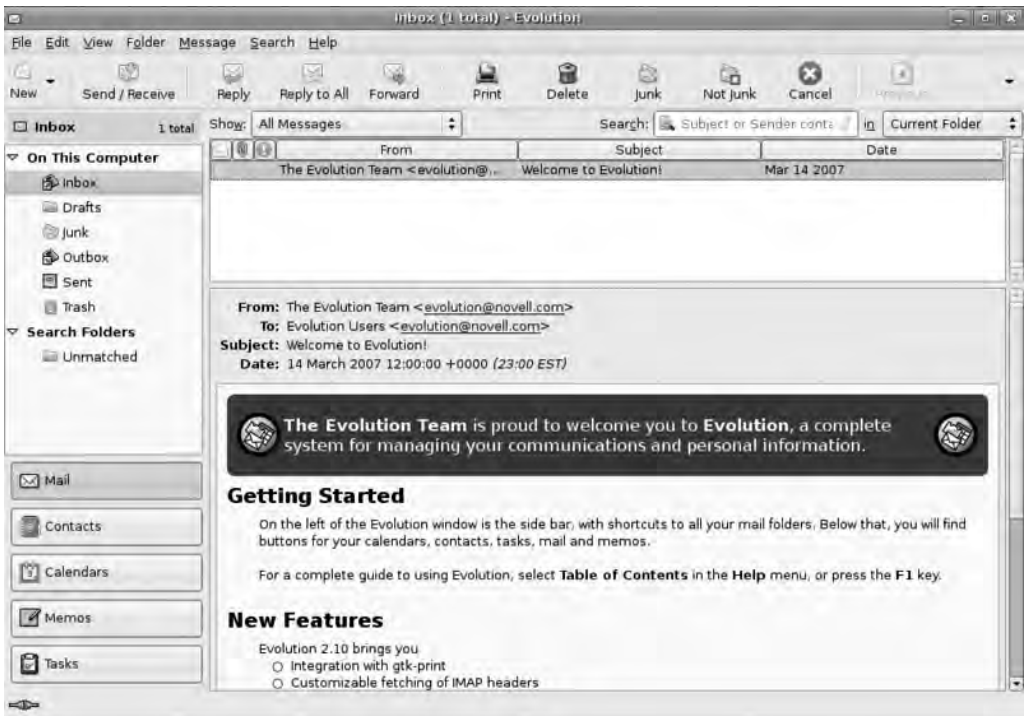 Inbox (1 total) - Evolution
File Edit View Folder Message Search Help
New Send / Receive Reply Reply to All Forward Print Delete Junk Not Junk Cancel
Inbox 1 total
Show: All Messages Search: Subject or Sender conta in Current Folder
On This Computer
Inbox
Drafts
Junk
Outbox
Sent
Trash
Search Folders
Unmatched
Mail
Contacts
Calendars
Memos
Tasks
From Subject Date
The Evolution Team <evolution@... Welcome to Evolution! Mar 14 2007
From: The Evolution Team <evolution@novell.com>
To: Evolution Users <evolution@novell.com>
Subject: Welcome to Evolution!
Date: 14 March 2007 12:00:00 +0000 (23:00 EST)
The Evolution Team is proud to welcome you to Evolution, a complete
system for managing your communications and personal information.
Getting Started
On the left of the Evolution window is the side bar, with shortcuts to all your mail folders. Below that, you will find
buttons for your calendars, contacts, tasks, mail and memos.
For a complete guide to using Evolution, select Table of Contents in the Help menu, or press the F1 key.
New Features
Evolution 2.10 brings you
Integration with gtk-print
Customizable fetching of IMAP headers